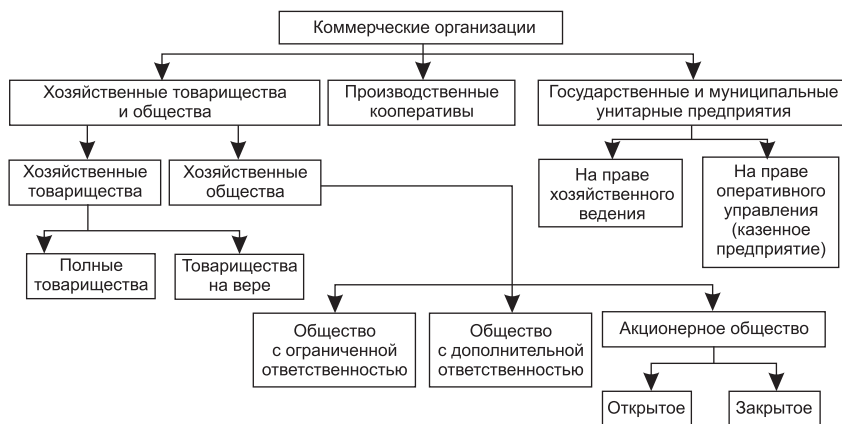 Коммерческие организации
Хозяйственные товарищества
и общества
Производственные
кооперативы
Государственные и муниципальные
унитарные предприятия
Хозяйственные
товарищества
Хозяйственные
общества
На праве
хозяйственного
ведения
На праве
оперативного
управления
(казенное
предприятие)
Полные
товарищества
Товарищества
на вере
Общество
с ограниченной
ответственностью
Общество
с дополнительной
ответственностью
Акционерное общество
Открытое
Закрытое